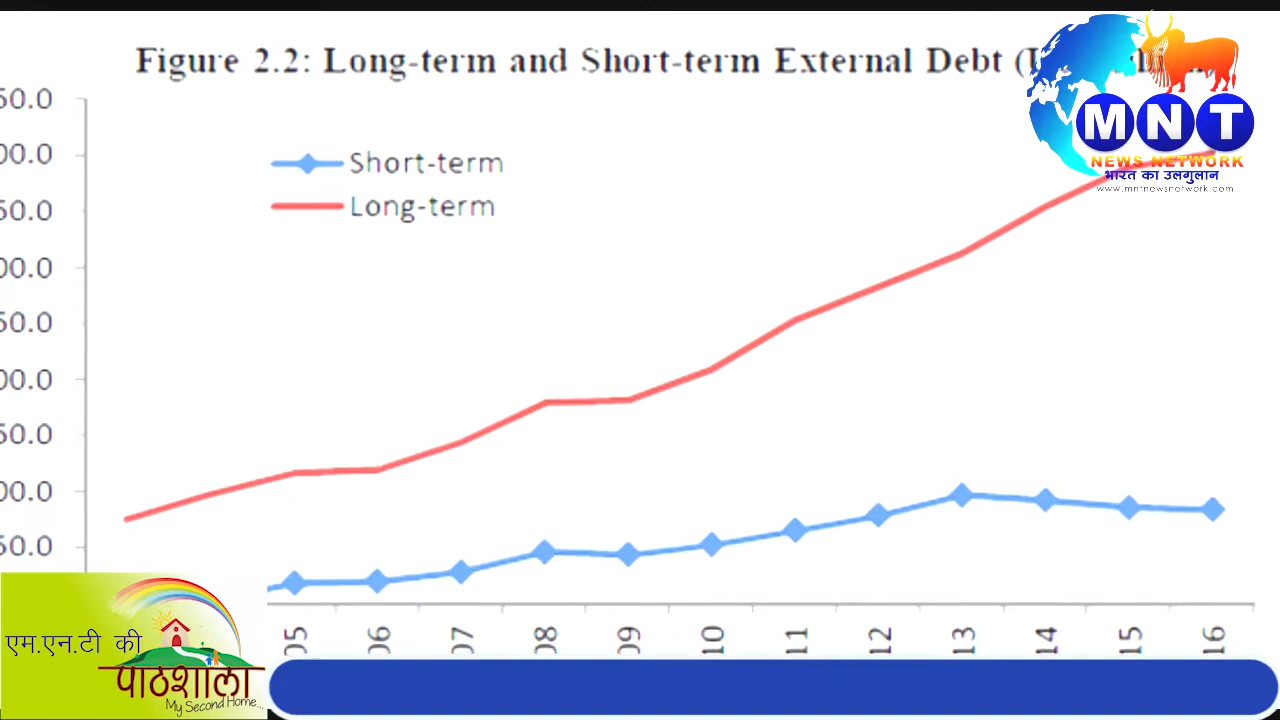 Figure 2.2: Long-term and Short-term External Debt
MNT
NEWS NETWORK
भारत का उलगुलान
www.mntnewsnetwork.com
Short-term
Long-term
50.0
00.0
50.0
00.0
50.0
00.0
50.0
00.0
50.0
05 06 07 08 09 10 11 12 13 14 15 16
एम.एन.टी की
पाठशाला
My Second Home...